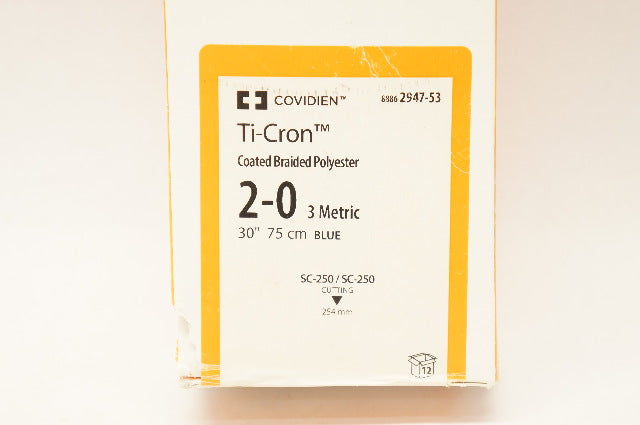 COVIDIEN™ 8886 2947-53
Ti-Cron™
Coated Braided Polyester
2-0 3 Metric
30" 75 cm BLUE
SC-250 / SC-250
CUTTING
254 mm
12